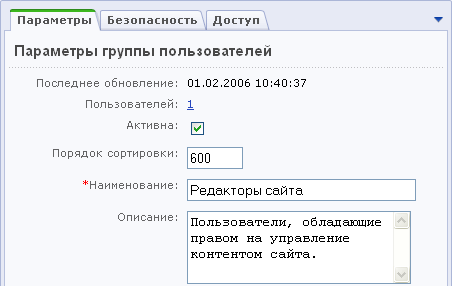 Параметры Безопасность Доступ
Параметры группы пользователей
Последнее обновление: 01.02.2006 10:40:37
Пользователей: 1
Активна:
Порядок сортировки: 600
*Наименование: Редакторы сайта
Описание: Пользователи, обладающие
правом на управление
контентом сайта.